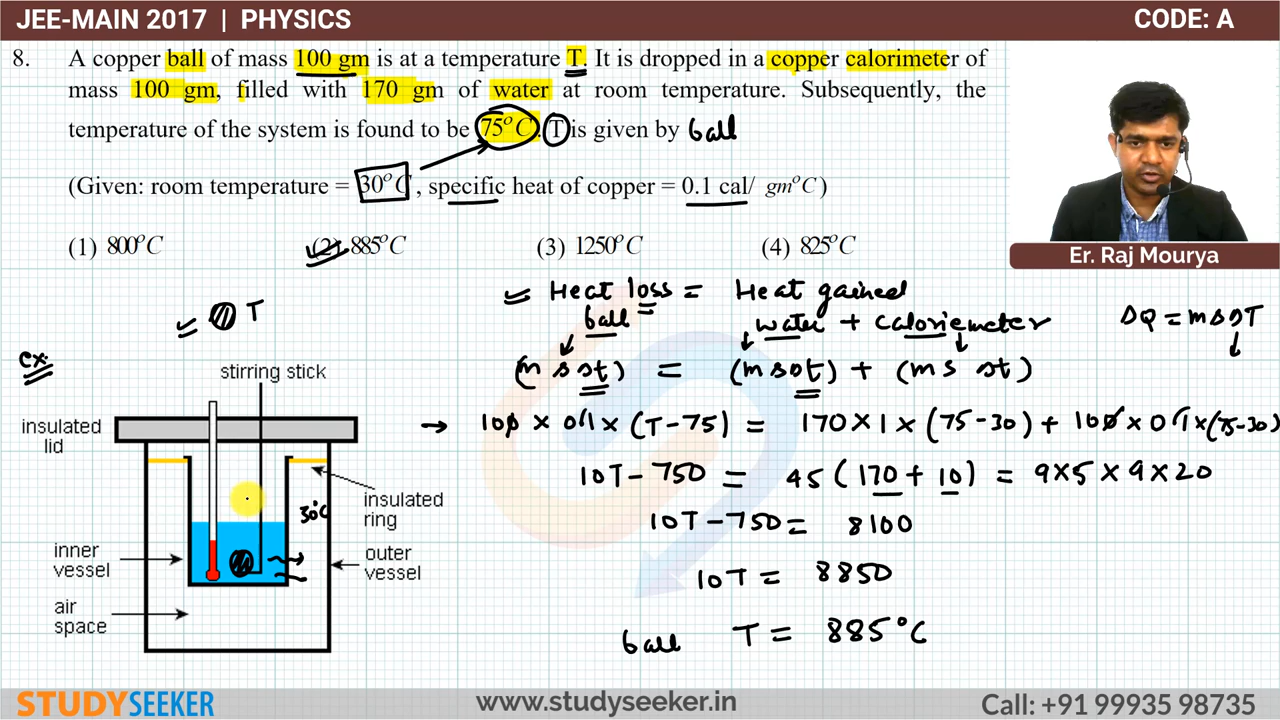 JEE-MAIN 2017 | PHYSICS
CODE: A
8. A copper ball of mass 100 gm is at a temperature T. It is dropped in a copper calorimeter of
mass 100 gm, filled with 170 gm of water at room temperature. Subsequently, the
temperature of the system is found to be 75°C. T is given by ball
(Given: room temperature = 30°C, specific heat of copper = 0.1 cal/ gm°C)
(1) 800°C (2) 885°C (3) 1250°C (4) 825°C
Er. Raj Mourya
T
Heat loss = Heat gained
ball water + caloriemeter
ΔQ = msΔT
(m s Δt) = (m s Δt) + (m s Δt)
ex.
stirring stick
insulated
lid
insulated
ring
30°C
inner
vessel
outer
vessel
air
space
→ 100 × 0.1 × (T-75) = 170 × 1 × (75-30) + 100 × 0.1 × (75-30)
10T - 750 = 45 (170 + 10) = 9 × 5 × 9 × 20
10T - 750 = 8100
10T = 8850
ball T = 885°C
STUDYSEEKER
www.studyseeker.in
Call: +91 99935 98735